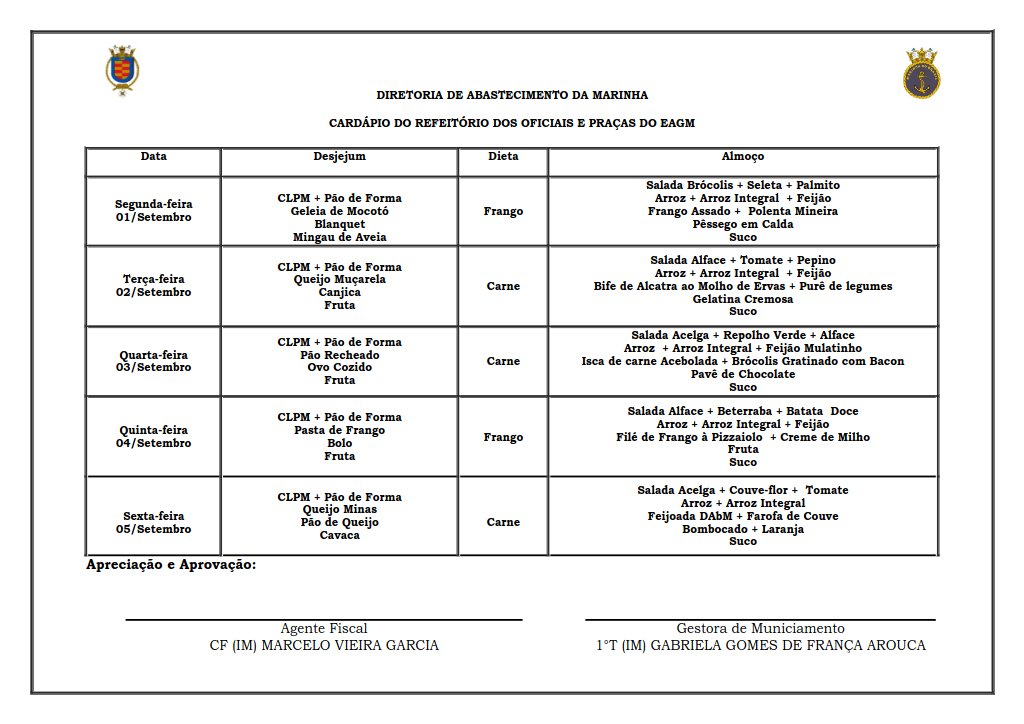 DIRETORIA DE ABASTECIMENTO DA MARINHA
CARDÁPIO DO REFEITÓRIO DOS OFICIAIS E PRAÇAS DO EAGM
Data
Desjejum
Dieta
Almoço
Segunda-feira
01/Setembro
CLPM + Pão de Forma
Geleia de Mocotó
Blanquet
Mingau de Aveia
Frango
Salada Brócolis + Seleta + Palmito
Arroz + Arroz Integral + Feijão
Frango Assado + Polenta Mineira
Pêssego em Calda
Suco
Terça-feira
02/Setembro
CLPM + Pão de Forma
Queijo Muçarela
Canjica
Fruta
Carne
Salada Alface + Tomate + Pepino
Arroz + Arroz Integral + Feijão
Bife de Alcatra ao Molho de Ervas + Purê de legumes
Gelatina Cremosa
Suco
Quarta-feira
03/Setembro
CLPM + Pão de Forma
Pão Recheado
Ovo Cozido
Fruta
Carne
Salada Acelga + Repolho Verde + Alface
Arroz + Arroz Integral + Feijão Mulatinho
Isca de carne Acebolada + Brócolis Gratinado com Bacon
Pavê de Chocolate
Suco
Quinta-feira
04/Setembro
CLPM + Pão de Forma
Pasta de Frango
Bolo
Fruta
Frango
Salada Alface + Beterraba + Batata Doce
Arroz + Arroz Integral + Feijão
Filé de Frango à Pizzaiolo + Creme de Milho
Fruta
Suco
Sexta-feira
05/Setembro
CLPM + Pão de Forma
Queijo Minas
Pão de Queijo
Cavaca
Carne
Salada Acelga + Couve-flor + Tomate
Arroz + Arroz Integral
Feijoada DAbM + Farofa de Couve
Bombocado + Laranja
Suco
Apreciação e Aprovação:
Agente Fiscal
CF (IM) MARCELO VIEIRA GARCIA
Gestora de Municiamento
1°T (IM) GABRIELA GOMES DE FRANÇA AROUCA